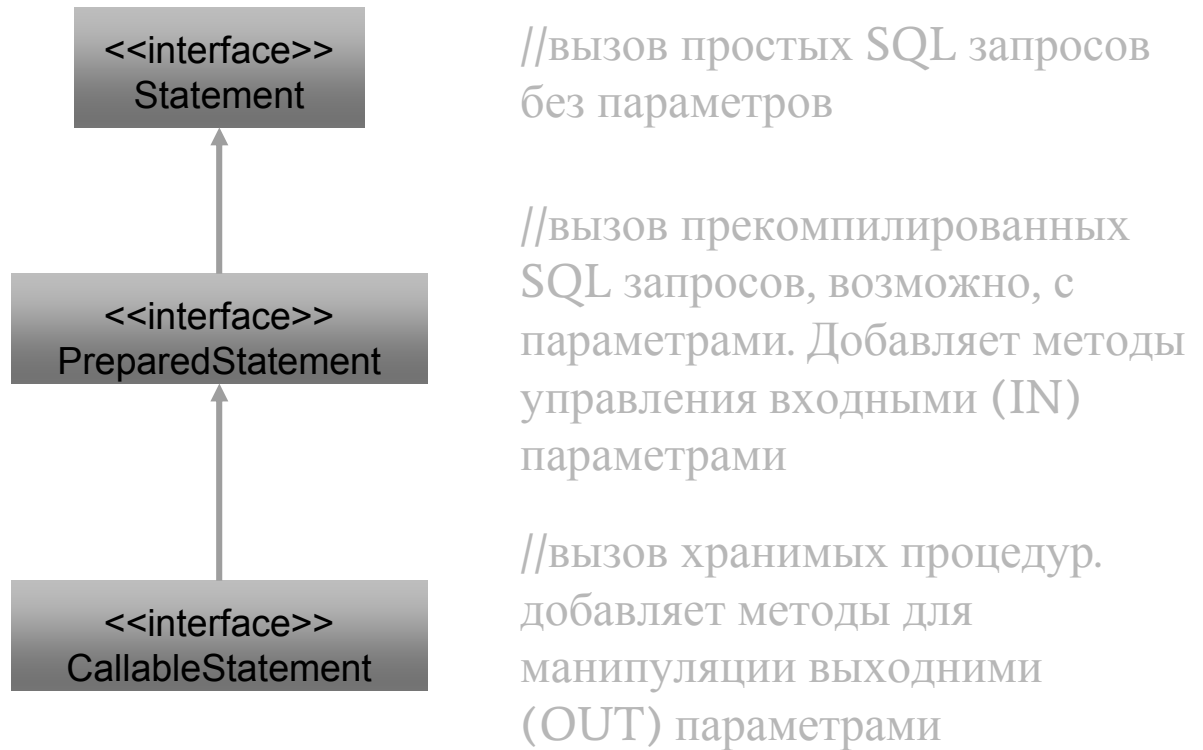 <<interface>>
Statement
//вызов простых SQL запросов
без параметров
<<interface>>
PreparedStatement
//вызов прекомпилированных
SQL запросов, возможно, с
параметрами. Добавляет методы
управления входными (IN)
параметрами
<<interface>>
CallableStatement
//вызов хранимых процедур.
добавляет методы для
манипуляции выходними
(OUT) параметрами